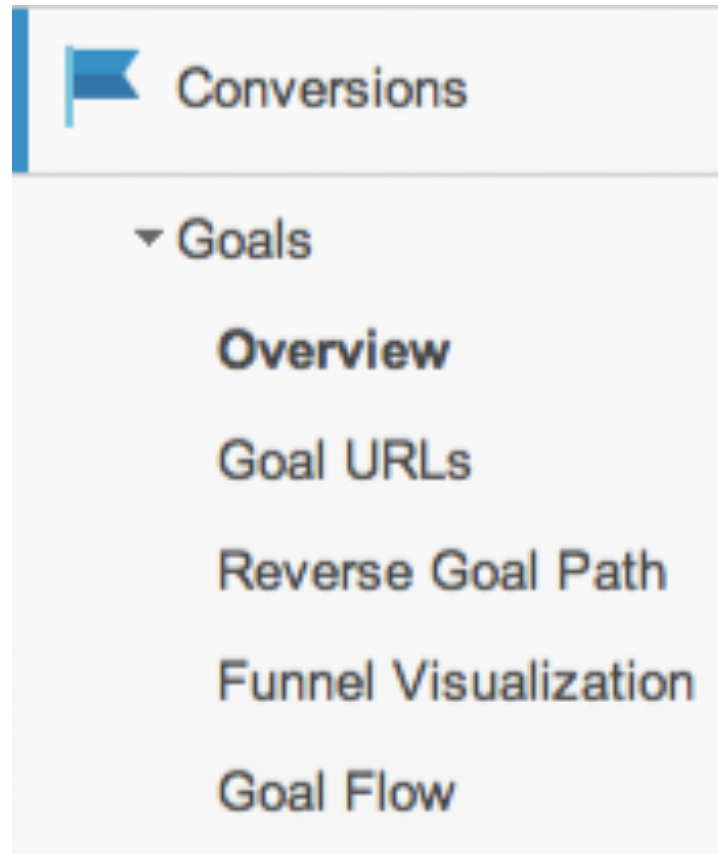 Conversions
Goals
Overview
Goal URLs
Reverse Goal Path
Funnel Visualization
Goal Flow